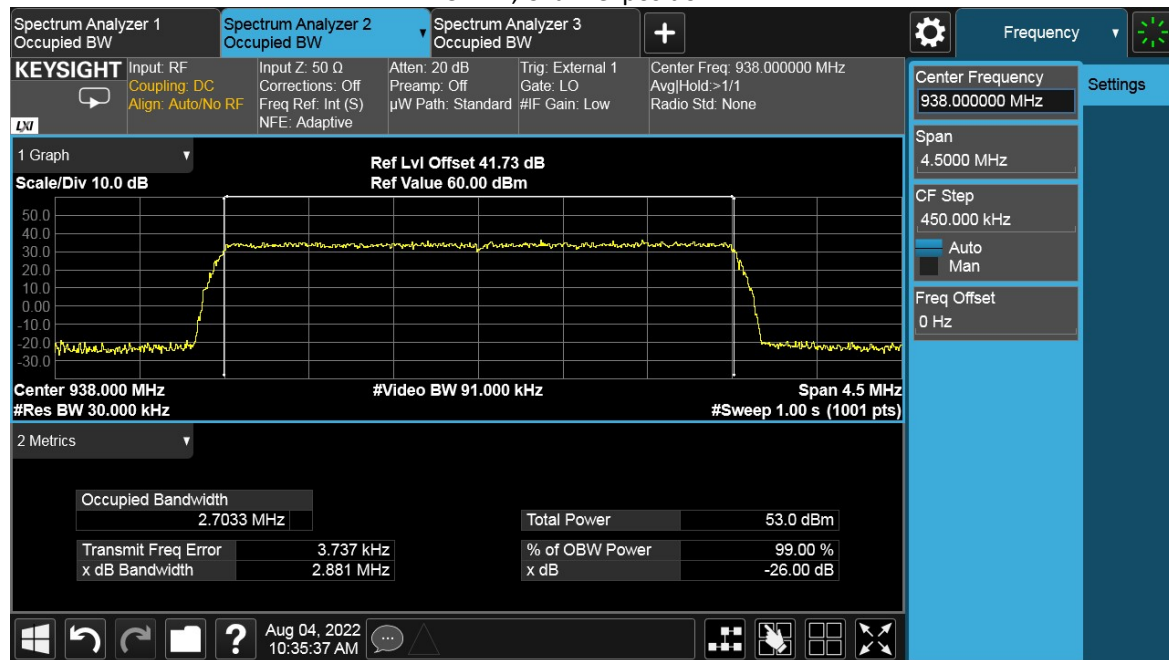 Spectrum Analyzer 1
Occupied BW
Spectrum Analyzer 2
Occupied BW
Spectrum Analyzer 3
Occupied BW
+
Frequency
KEYSIGHT
LXI
Input: RF
Coupling: DC
Align: Auto/No RF
Input Z: 50 Ω
Corrections: Off
Freq Ref: Int (S)
NFE: Adaptive
Atten: 20 dB
Preamp: Off
µW Path: Standard
Trig: External 1
Gate: LO
#IF Gain: Low
Center Freq: 938.000000 MHz
Avg|Hold:>1/1
Radio Std: None
Center Frequency
938.000000 MHz
Settings
Span
4.5000 MHz
CF Step
450.000 kHz
Auto
Man
Freq Offset
0 Hz
1 Graph
Scale/Div 10.0 dB
Ref Lvl Offset 41.73 dB
Ref Value 60.00 dBm
50.0
40.0
30.0
20.0
10.0
0.00
-10.0
-20.0
-30.0
Center 938.000 MHz
#Video BW 91.000 kHz
Span 4.5 MHz
#Res BW 30.000 kHz
#Sweep 1.00 s (1001 pts)
2 Metrics
Occupied Bandwidth
2.7033 MHz
Total Power 53.0 dBm
Transmit Freq Error 3.737 kHz
% of OBW Power 99.00 %
x dB Bandwidth 2.881 MHz
x dB -26.00 dB
?
Aug 04, 2022
10:35:37 AM